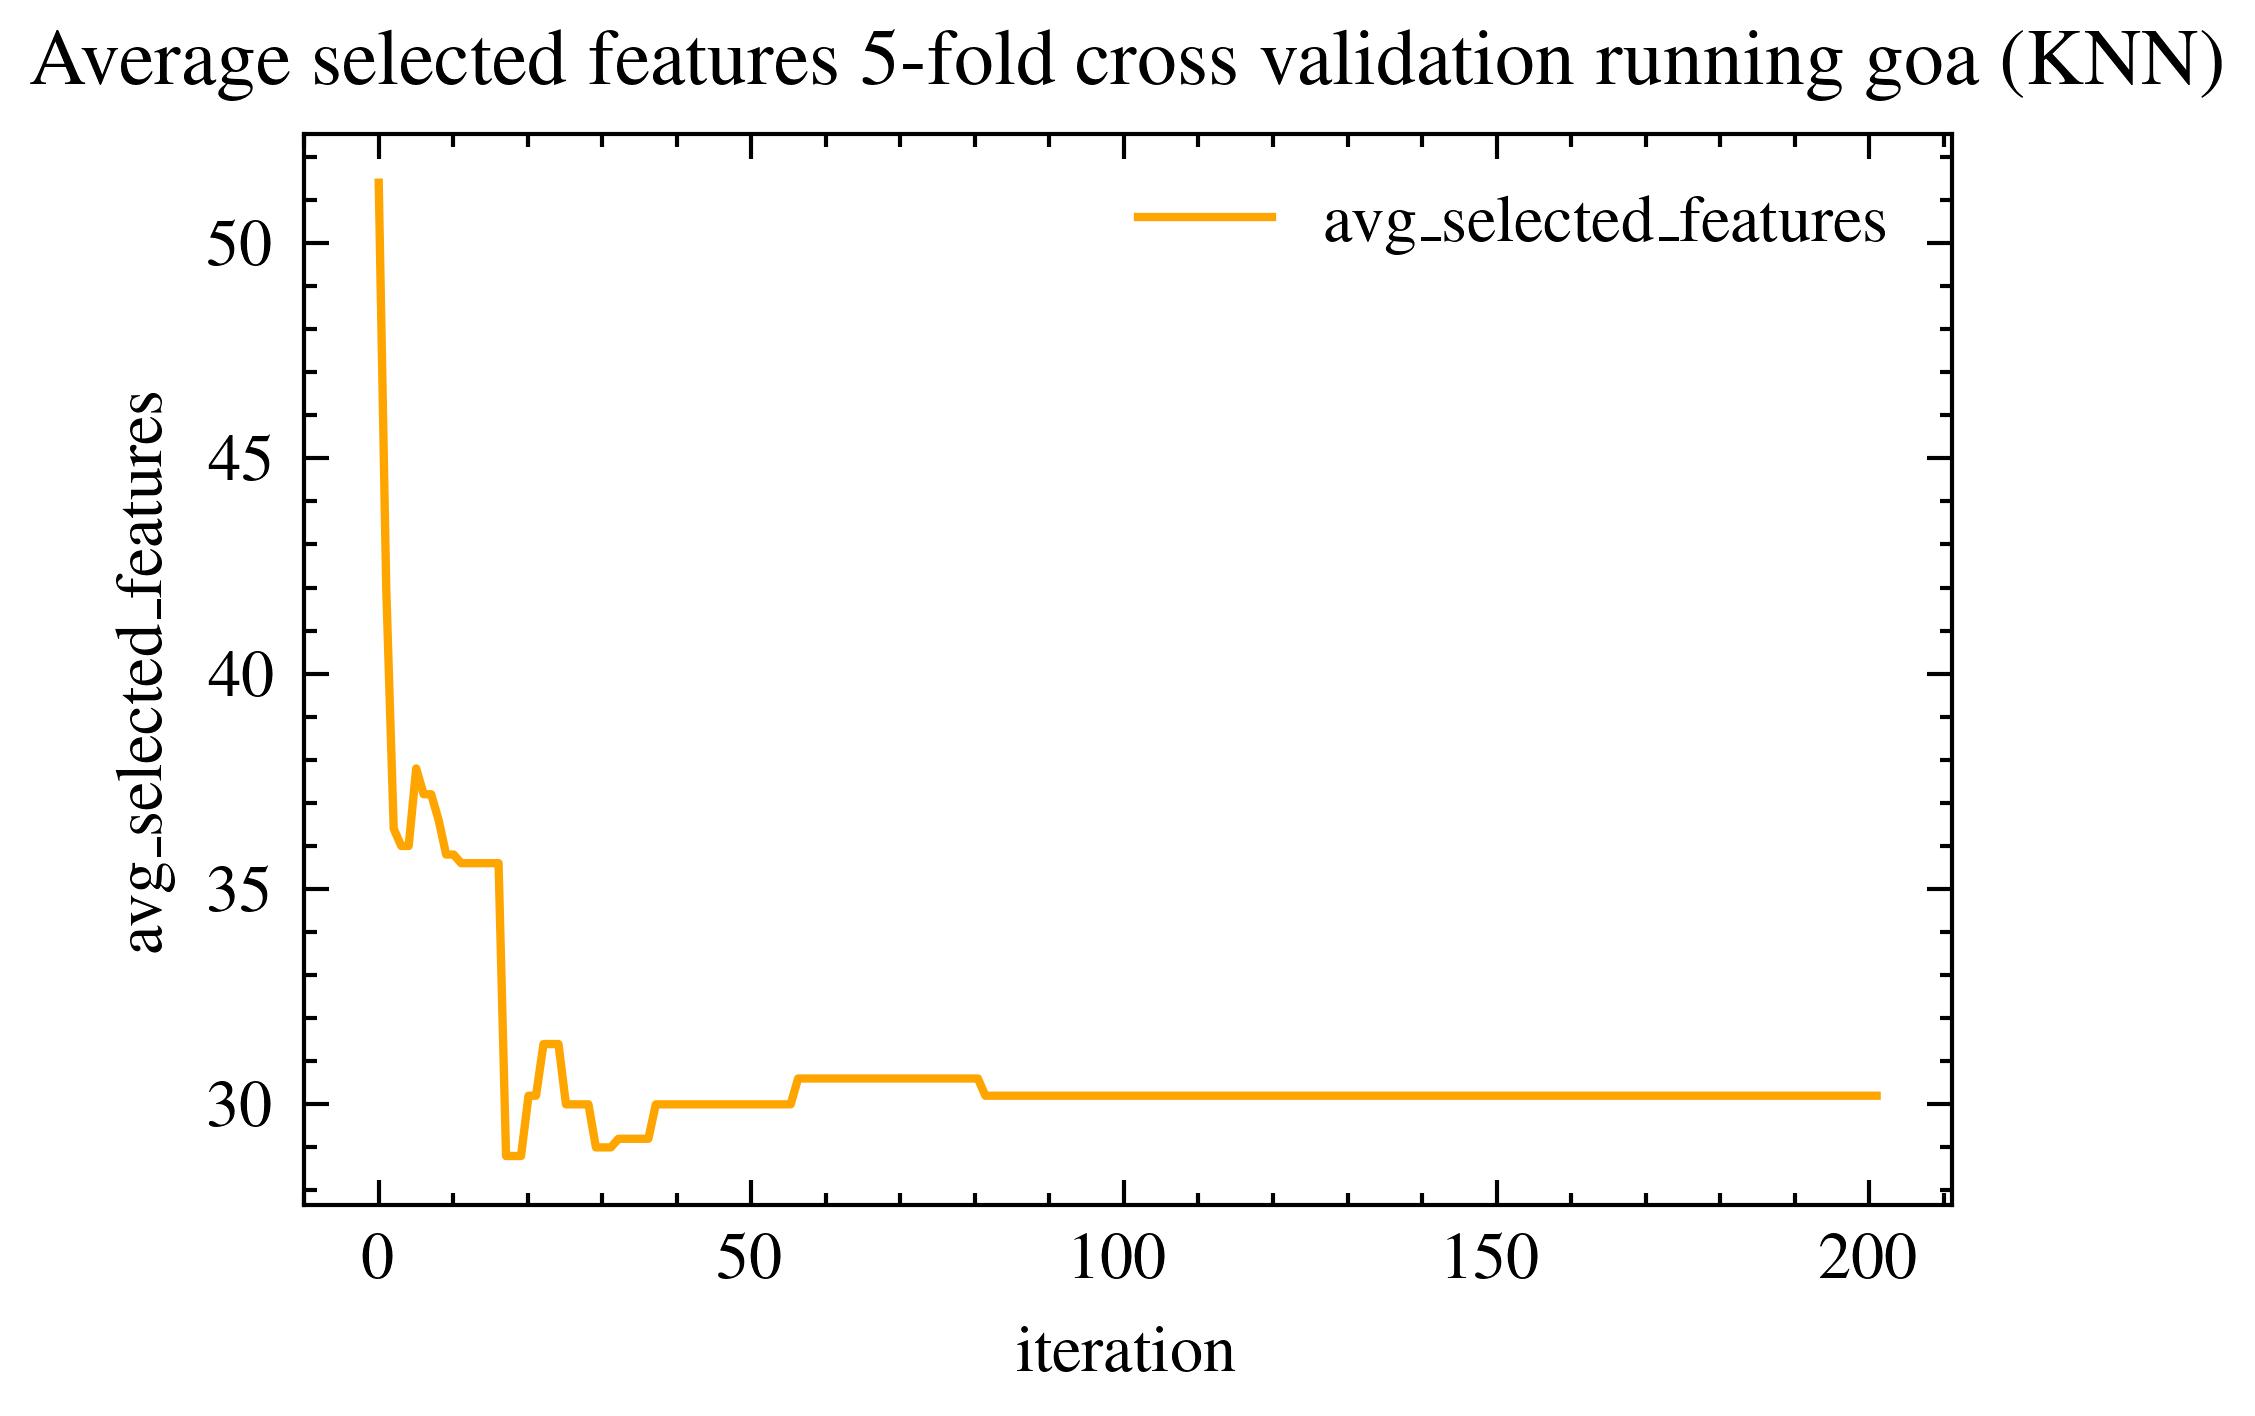 Average selected features 5-fold cross validation running goa (KNN)
avg_selected_features
50
45
40
35
30
avg_selected_features
0
50
100
150
200
iteration